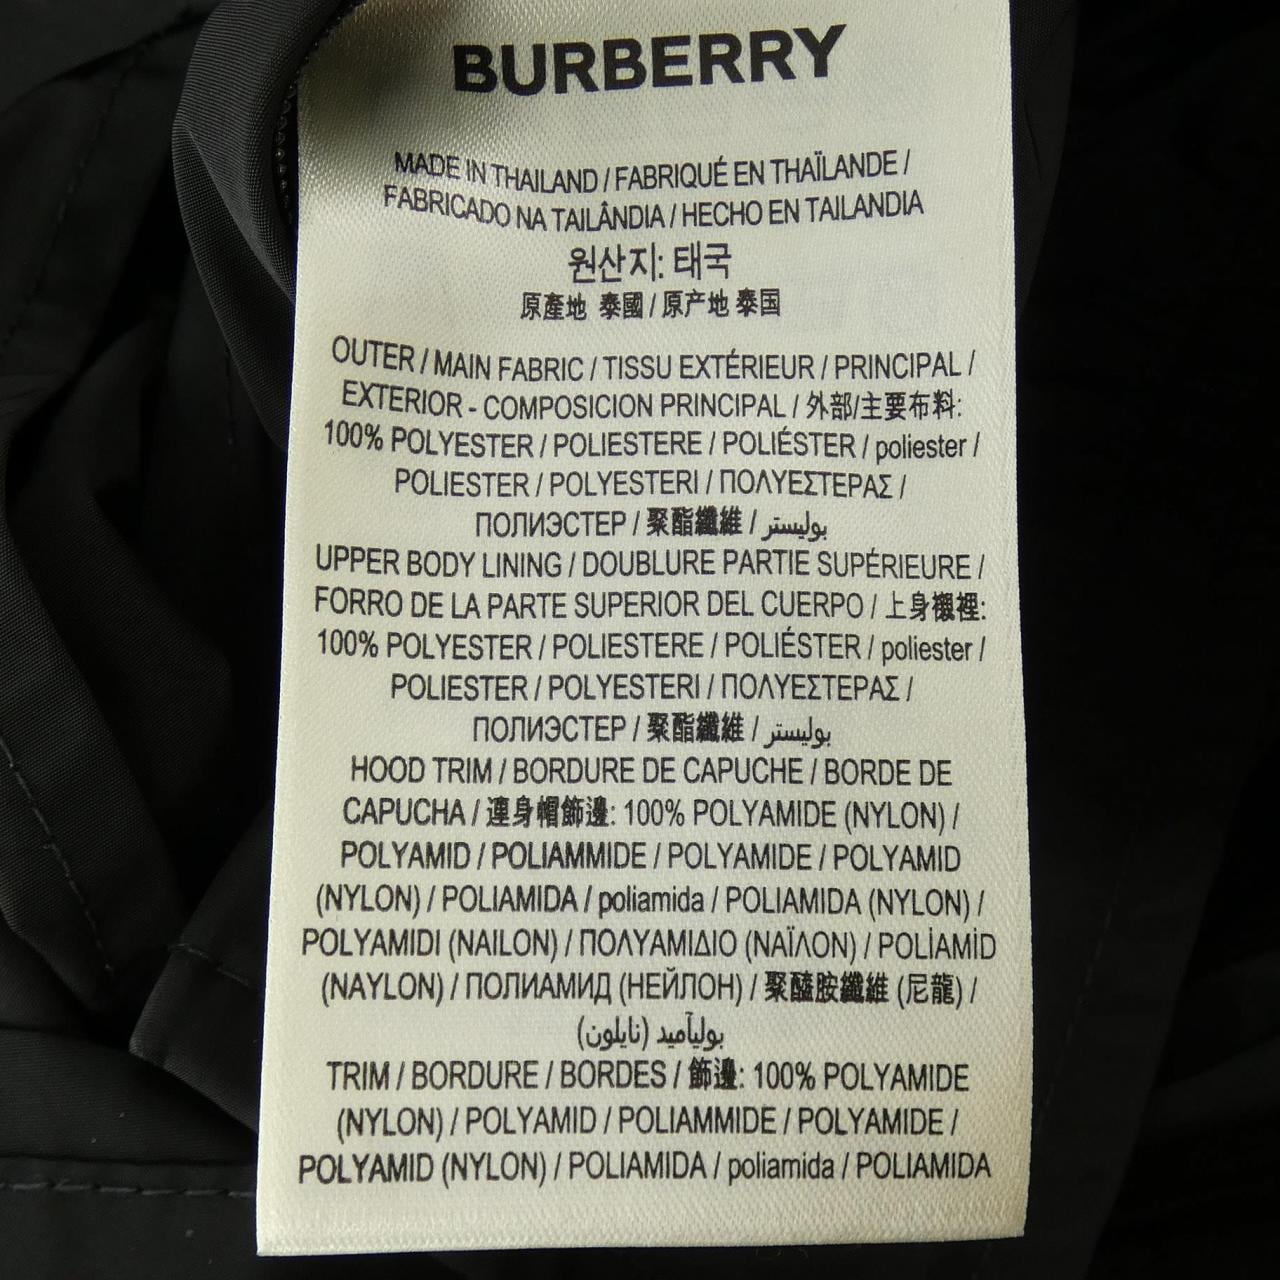 BURBERRY
MADE IN THAILAND / FABRIQUÉ EN THAÏLANDE /
FABRICADO NA TAILÂNDIA / HECHO EN TAILANDIA
원산지: 태국
原產地 泰國 / 原产地 泰国
OUTER / MAIN FABRIC / TISSU EXTÉRIEUR / PRINCIPAL /
EXTERIOR - COMPOSICION PRINCIPAL / 外部/主要布料:
100% POLYESTER / POLIESTERE / POLIÉSTER / poliester /
POLIESTER / POLYESTERI / ΠΟΛΥΕΣΤΕΡΑΣ /
ПОЛИЭСТЕР / 聚酯纖維 / بوليستر
UPPER BODY LINING / DOUBLURE PARTIE SUPÉRIEURE /
FORRO DE LA PARTE SUPERIOR DEL CUERPO / 上身襯裡:
100% POLYESTER / POLIESTERE / POLIÉSTER / poliester /
POLIESTER / POLYESTERI / ΠΟΛΥΕΣΤΕΡΑΣ /
ПОЛИЭСТЕР / 聚酯纖維 / بوليستر
HOOD TRIM / BORDURE DE CAPUCHE / BORDE DE
CAPUCHA / 連身帽飾邊: 100% POLYAMIDE (NYLON) /
POLYAMID / POLIAMMIDE / POLYAMIDE / POLYAMID
(NYLON) / POLIAMIDA / poliamida / POLIAMIDA (NYLON) /
POLYAMIDI (NAILON) / ΠΟΛΥΑΜΙΔΙΟ (ΝΑΪΛΟΝ) / POLİAMİD
(NAYLON) / ПОЛИАМИД (НЕЙЛОН) / 聚醯胺纖維 (尼龍) /
بوليآميد (نايلون)
TRIM / BORDURE / BORDES / 飾邊: 100% POLYAMIDE
(NYLON) / POLYAMID / POLIAMMIDE / POLYAMIDE /
POLYAMID (NYLON) / POLIAMIDA / poliamida / POLIAMIDA